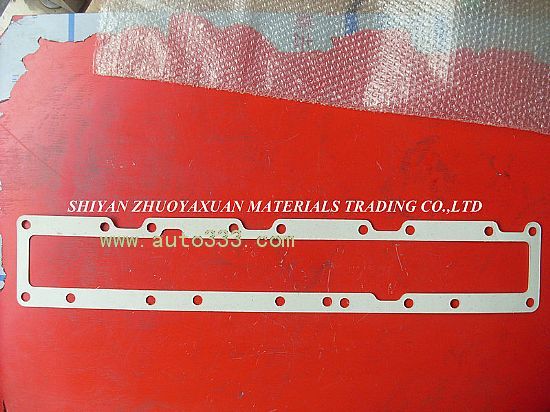 SHIYAN ZHUOYAXUAN MATERIALS TRADING CO.,LTD
www.auto333.com